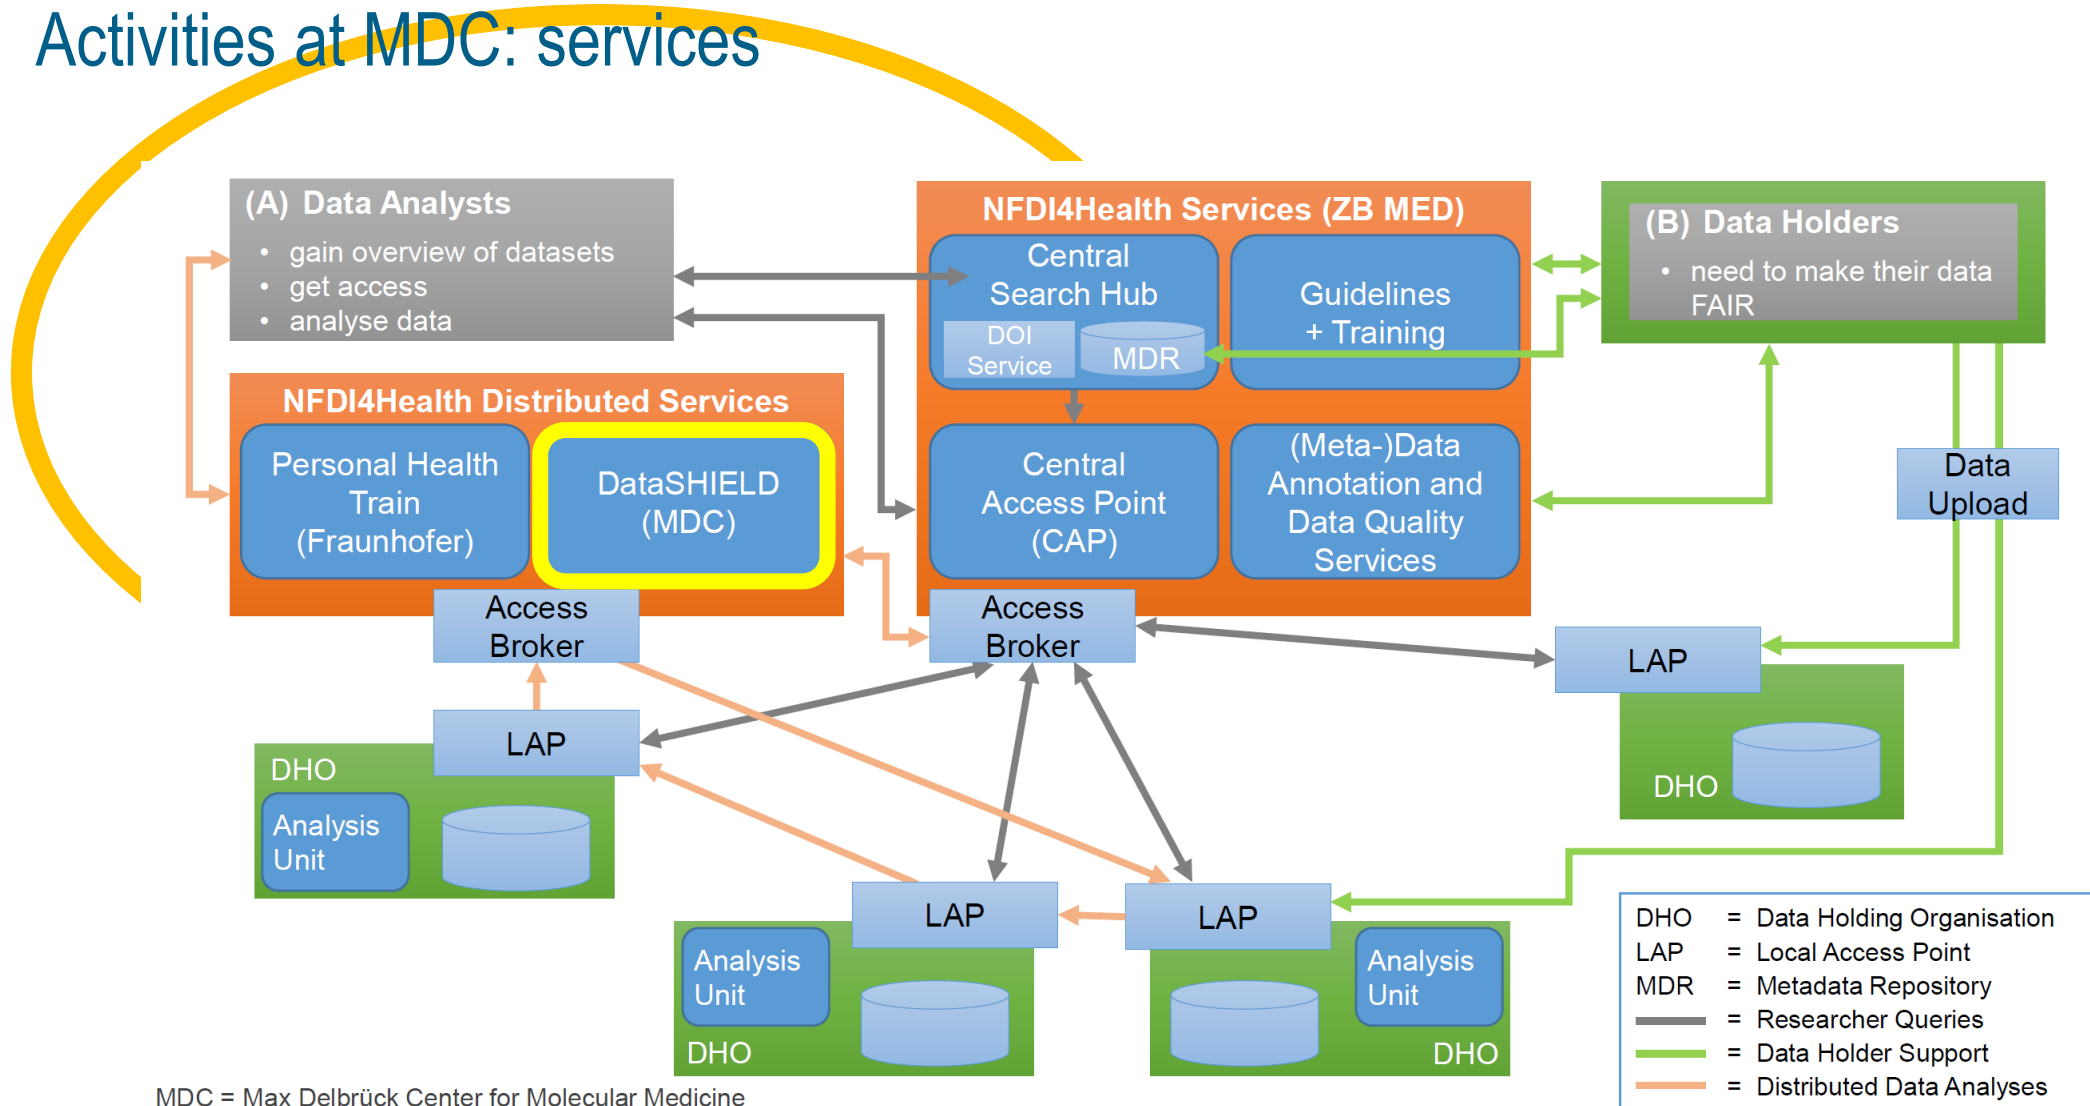 Activities at MDC: services
(A) Data Analysts
• gain overview of datasets
• get access
• analyse data
NFDI4Health Services (ZB MED)
Central
Search Hub
DOI
Service
MDR
Guidelines
+ Training
(B) Data Holders
• need to make their data
FAIR
NFDI4Health Distributed Services
Personal Health
Train
(Fraunhofer)
DataSHIELD
(MDC)
Central
Access Point
(CAP)
(Meta-)Data
Annotation and
Data Quality
Services
Data
Upload
Access
Broker
Access
Broker
LAP
DHO
LAP
DHO
Analysis
Unit
LAP
Analysis
Unit
DHO
LAP
Analysis
Unit
DHO
DHO = Data Holding Organisation
LAP = Local Access Point
MDR = Metadata Repository
= Researcher Queries
= Data Holder Support
= Distributed Data Analyses
MDC = Max Delbrück Center for Molecular Medicine